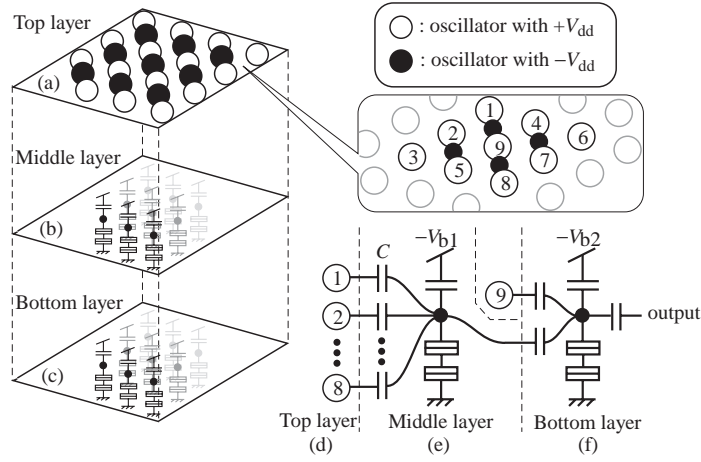 Top layer
(a)
Middle layer
(b)
Bottom layer
(c)
: oscillator with +Vdd
: oscillator with −Vdd
1
2
4
3
9
6
5
7
8
−Vb1
−Vb2
C
1
9
2
output
8
Top layer Middle layer Bottom layer
(d) (e) (f)